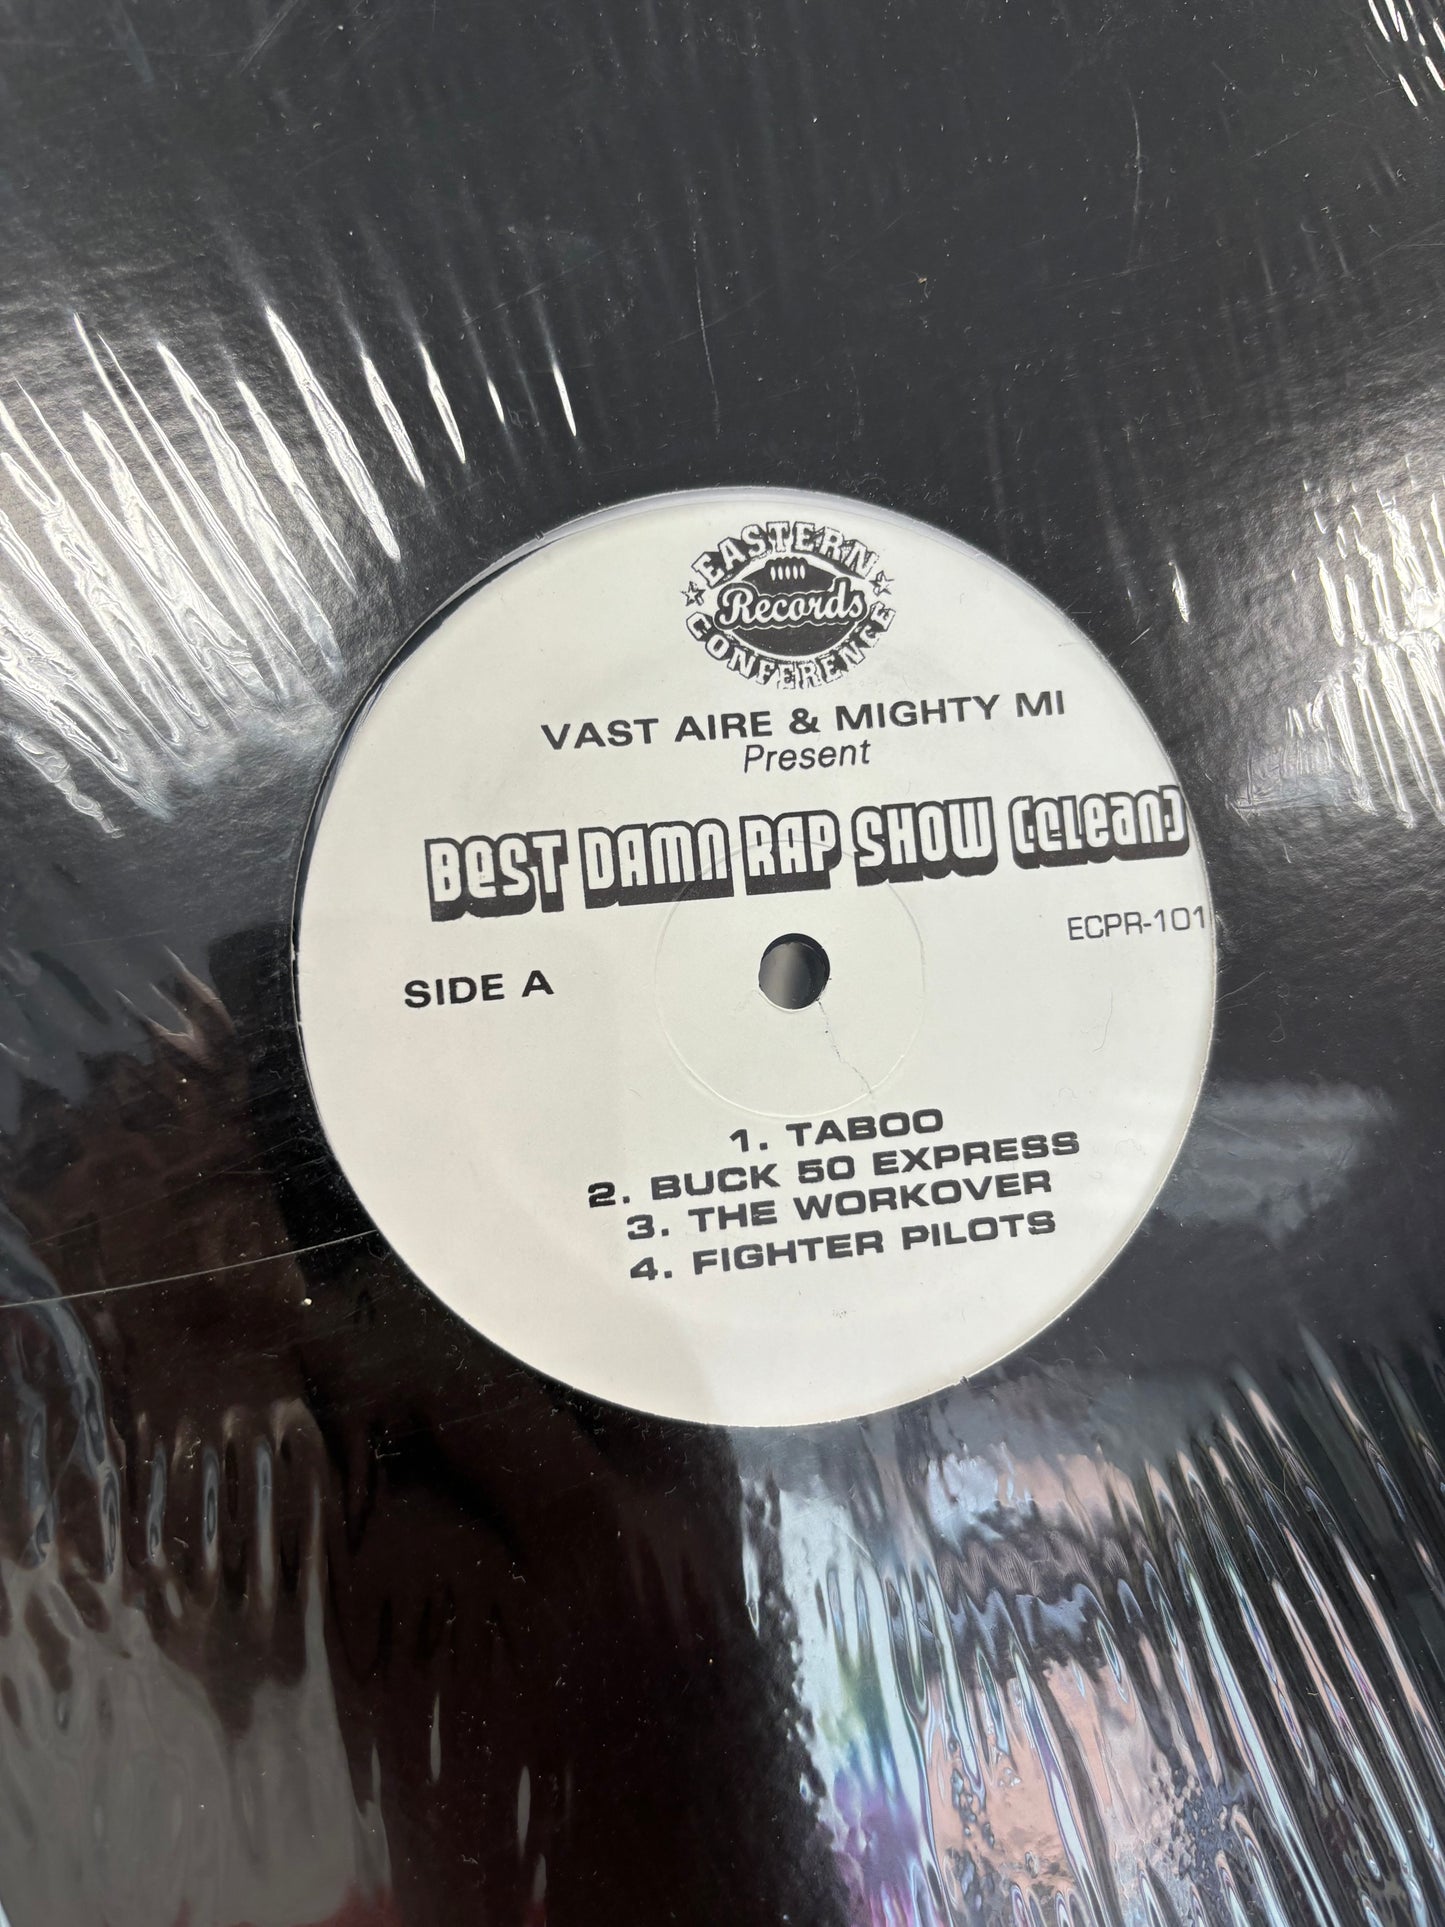 EASTERN
Records
CONFERENCE
VAST AIRE & MIGHTY MI
Present
BEST DAMN RAP SHOW (CLEAN)
ECPR-101
SIDE A
1. TABOO
2. BUCK 50 EXPRESS
3. THE WORKOVER
4. FIGHTER PILOTS